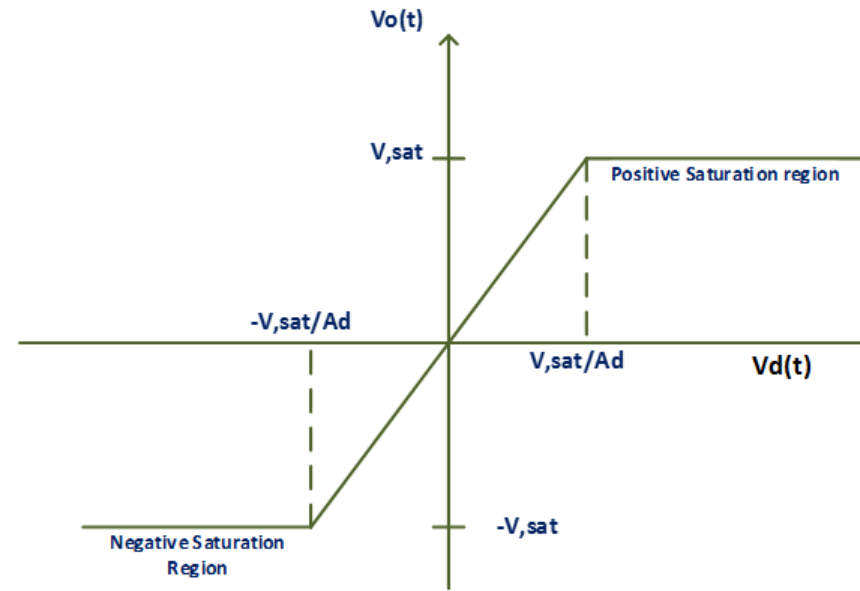 Vo(t)
V,sat
Positive Saturation region
-V,sat/Ad
V,sat/Ad
Vd(t)
-V,sat
Negative Saturation
Region